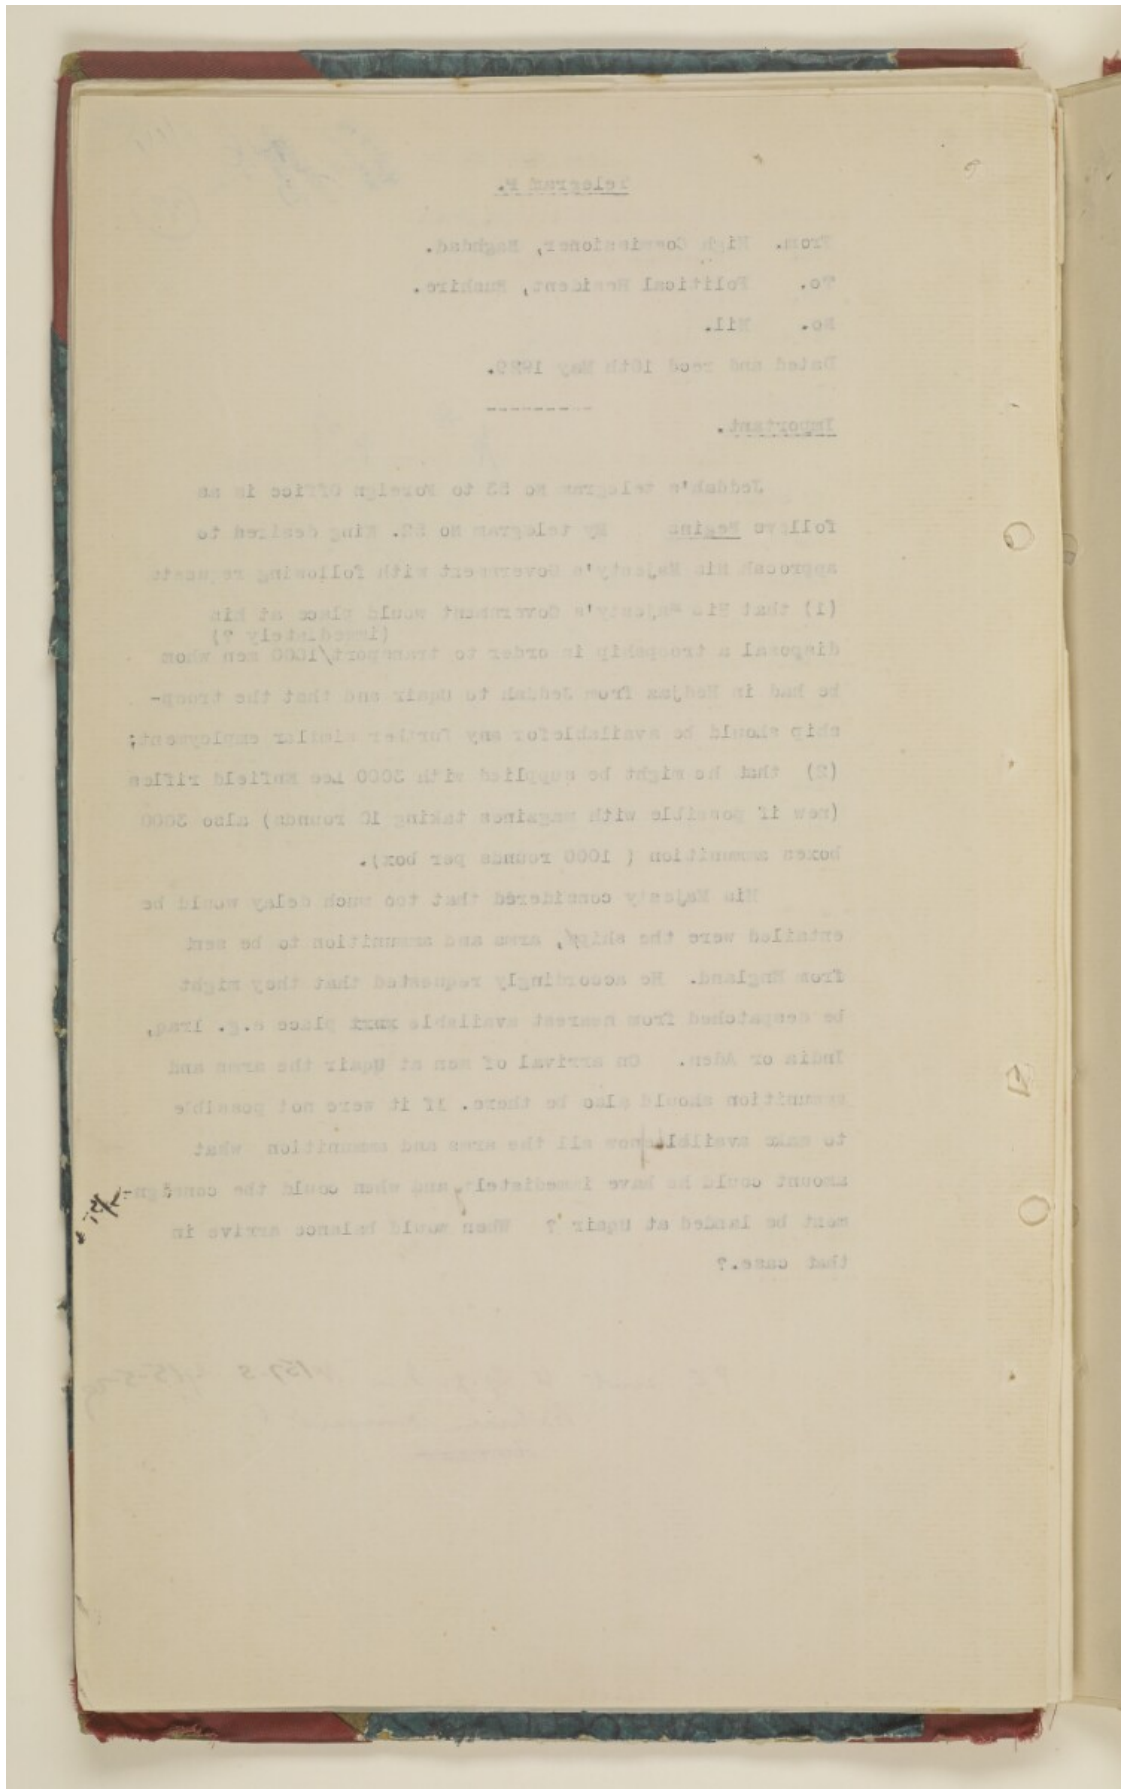 Telegram P.
From. High Commissioner, Baghdad.
To. Political Resident, Bushire.
No. Nil.
Dated and recd 16th May 1929.
---------
Important.
Jeddah's telegram No 53 to Foreign Office is as
follows Begins My telegram No 52. King desired to
approach His Majesty's Government with following requests
(1) that His Majesty's Government would place at his
(immediately ?)
disposal a troopship in order to transport/1000 men whom
he had in Hedjaz from Jeddah to Uqair and that the troop-
ship should be availablefor any further similar employment;
(2) that he might be supplied with 3000 Lee Enfield rifles
(new if possible with magaines taking 10 rounds) also 3000
boxes ammunition ( 1000 rounds per box).
His Majesty considered that too much delay would be
entailed were the ship, arms and ammunition to be sent
from England. He accordingly requested that they might
be despatched from nearest available place e.g. Iraq,
India or Aden. On arrival of men at Uqair the arms and
ammunition should also be there. If it were not possible
to make availble now all the arms and ammunition what
amount could he have immediately and when could the consign-
ment be landed at Uqair ? When would balance arrive in
that case.?